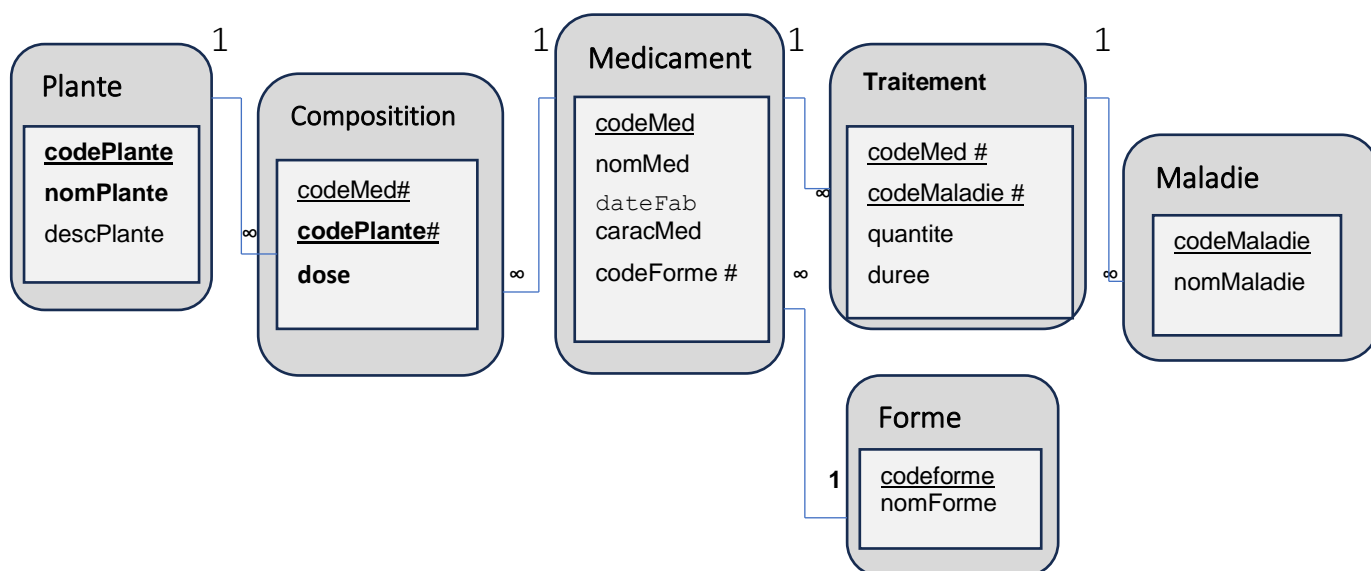 1
1
1
1
Plante
codePlante
nomPlante
descPlante
∞
Compositition
codeMed#
codePlante#
dose
∞
Medicament
codeMed
nomMed
dateFab
caracMed
codeForme #
∞
∞
Traitement
codeMed #
codeMaladie #
quantite
duree
∞
Maladie
codeMaladie
nomMaladie
1
Forme
codeforme
nomForme